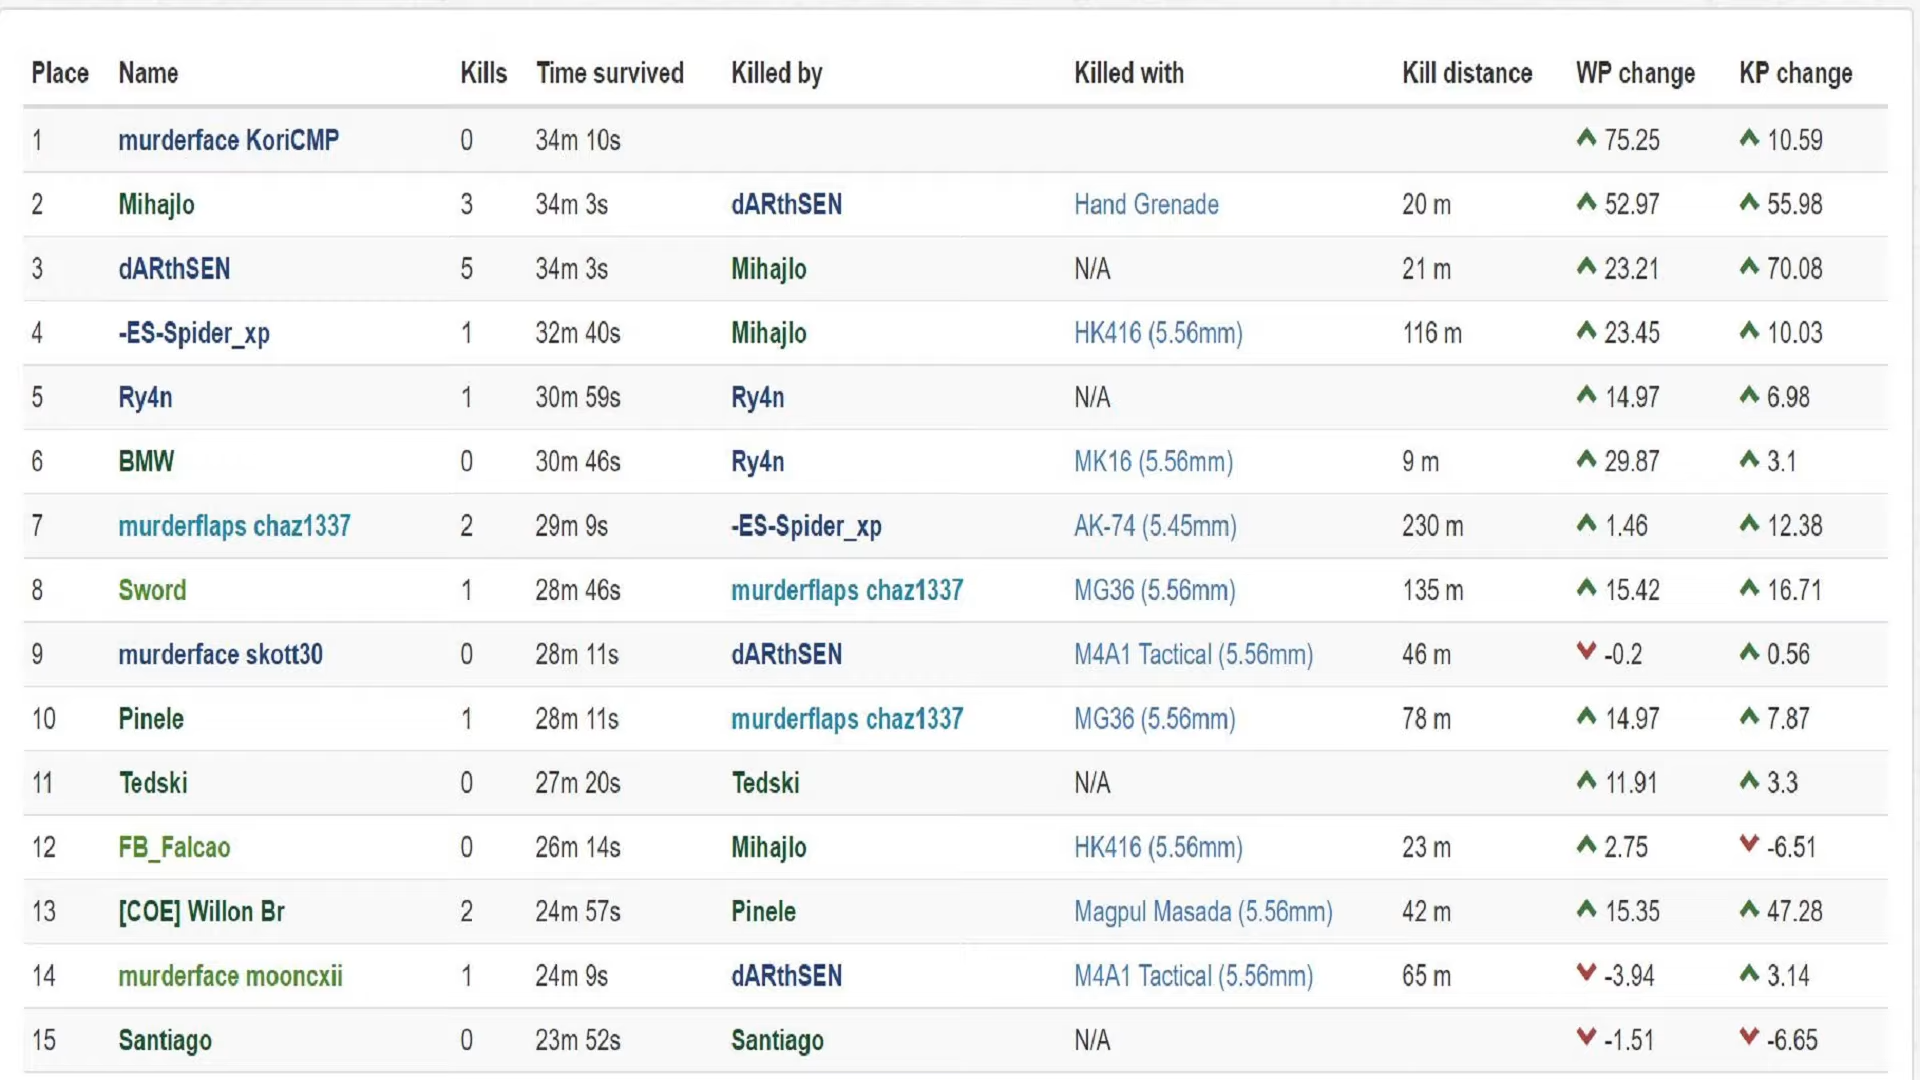 Place Name Kills Time survived Killed by Killed with Kill distance WP change KP change
1 murderface KoriCMP 0 34m 10s 75.25 10.59
2 Mihajlo 3 34m 3s dARthSEN Hand Grenade 20 m 52.97 55.98
3 dARthSEN 5 34m 3s Mihajlo N/A 21 m 23.21 70.08
4 -ES-Spider_xp 1 32m 40s Mihajlo HK416 (5.56mm) 116 m 23.45 10.03
5 Ry4n 1 30m 59s Ry4n N/A 14.97 6.98
6 BMW 0 30m 46s Ry4n MK16 (5.56mm) 9 m 29.87 3.1
7 murderflaps chaz1337 2 29m 9s -ES-Spider_xp AK-74 (5.45mm) 230 m 1.46 12.38
8 Sword 1 28m 46s murderflaps chaz1337 MG36 (5.56mm) 135 m 15.42 16.71
9 murderface skott30 0 28m 11s dARthSEN M4A1 Tactical (5.56mm) 46 m -0.2 0.56
10 Pinele 1 28m 11s murderflaps chaz1337 MG36 (5.56mm) 78 m 14.97 7.87
11 Tedski 0 27m 20s Tedski N/A 11.91 3.3
12 FB_Falcao 0 26m 14s Mihajlo HK416 (5.56mm) 23 m 2.75 -6.51
13 [COE] Willon Br 2 24m 57s Pinele Magpul Masada (5.56mm) 42 m 15.35 47.28
14 murderface mooncxii 1 24m 9s dARthSEN M4A1 Tactical (5.56mm) 65 m -3.94 3.14
15 Santiago 0 23m 52s Santiago N/A -1.51 -6.65